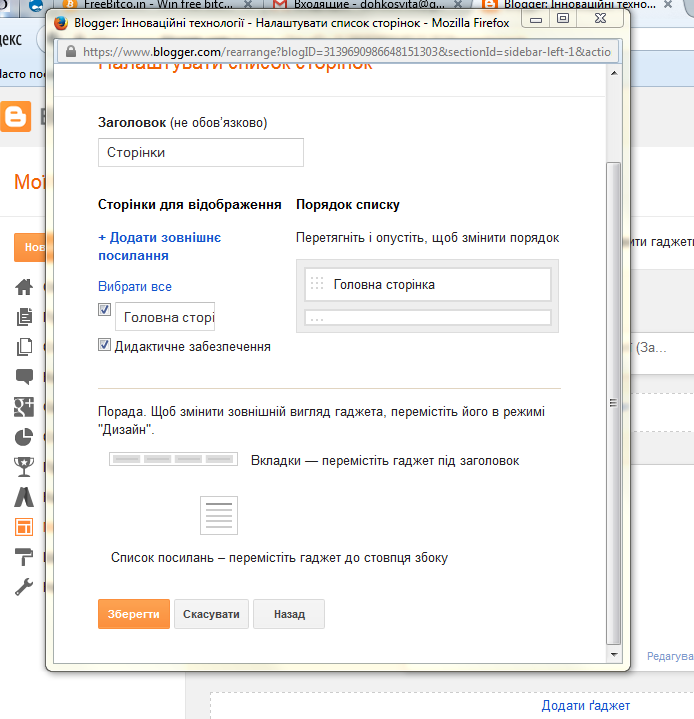 FreeBitco.in - Win free bitc...
Входящие - dohkosvita@g...
Blogger: Інноваційні техно...
Blogger: Інноваційні технології - Налаштувати список сторінок - Mozilla Firefox
https://www.blogger.com/rearrange?blogID=3139690986648151303&sectionId=sidebar-left-1&actio
Налаштувати список сторінок
Заголовок (не обов'язково)
Сторінки
Сторінки для відображення
Порядок списку
+ Додати зовнішнє
посилання
Перетягніть і опустіть, щоб змінити порядок
Вибрати все
Головна сторінка
Головна сторі
...
Дидактичне забезпечення
Порада. Щоб змінити зовнішній вигляд гаджета, перемістіть його в режимі
"Дизайн".
Вкладки — перемістіть гаджет під заголовок
Список посилань – перемістіть гаджет до стовпця збоку
Зберегти
Скасувати
Назад
Мої
Нов
(За...
Редагува
Додати ґаджет